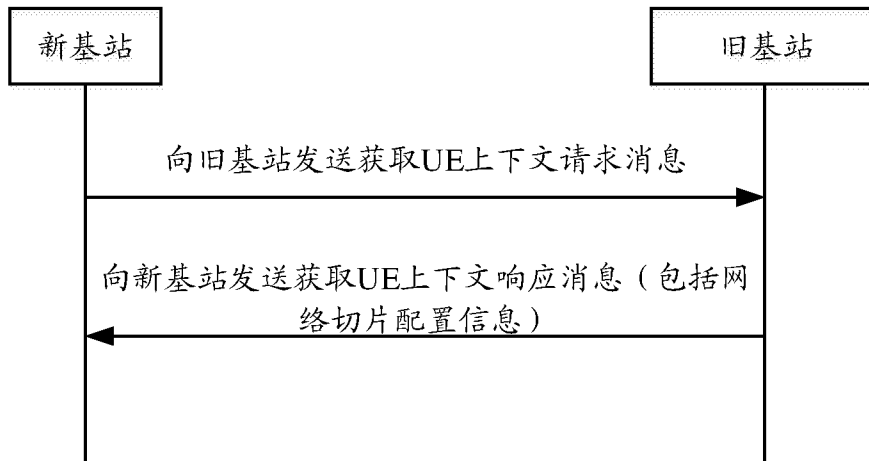 新基站
旧基站
向旧基站发送获取UE上下文请求消息
向新基站发送获取UE上下文响应消息（包括网
络切片配置信息）